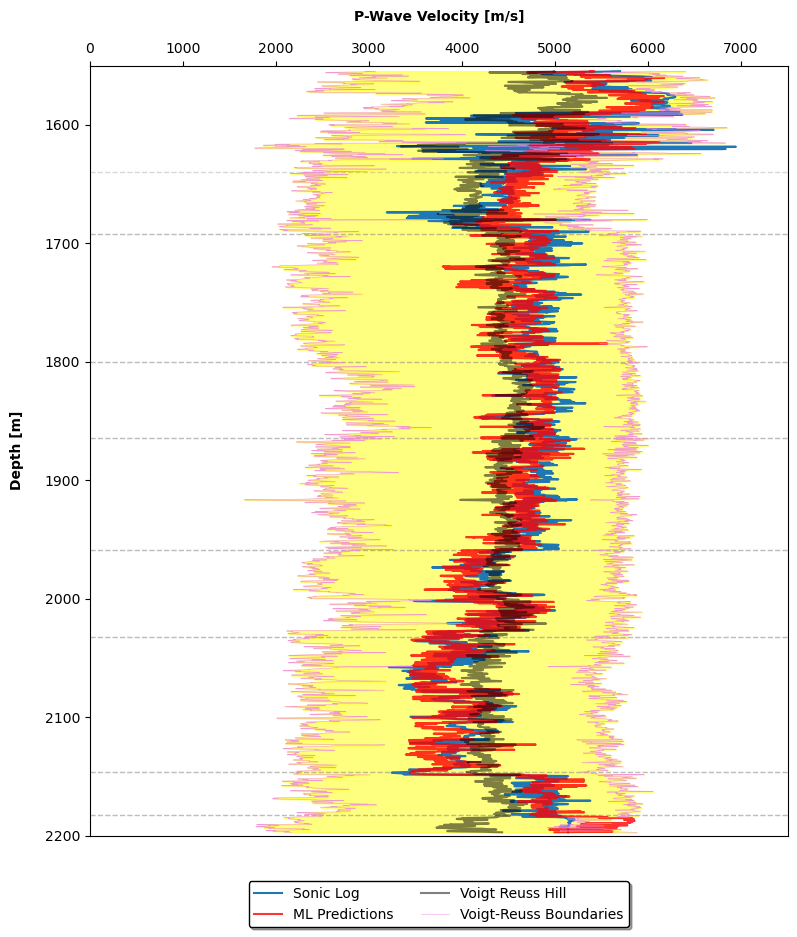 P-Wave Velocity [m/s]
0 1000 2000 3000 4000 5000 6000 7000
Depth [m]
1600
1700
1800
1900
2000
2100
2200
Sonic Log
ML Predictions
Voigt Reuss Hill
Voigt-Reuss Boundaries